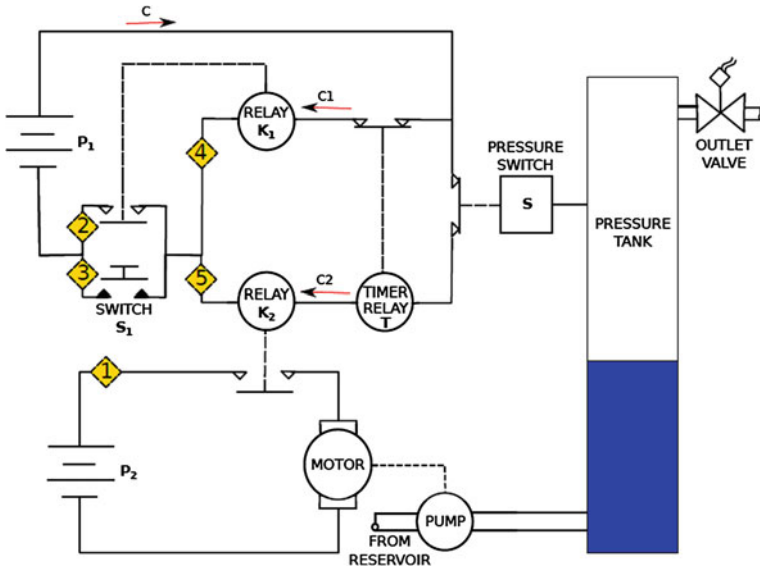 C
P1
RELAY
K1
C1
4
2
3
SWITCH
S1
5
RELAY
K2
C2
TIMER
RELAY
T
PRESSURE
SWITCH
S
PRESSURE
TANK
OUTLET
VALVE
1
P2
MOTOR
PUMP
FROM
RESERVOIR